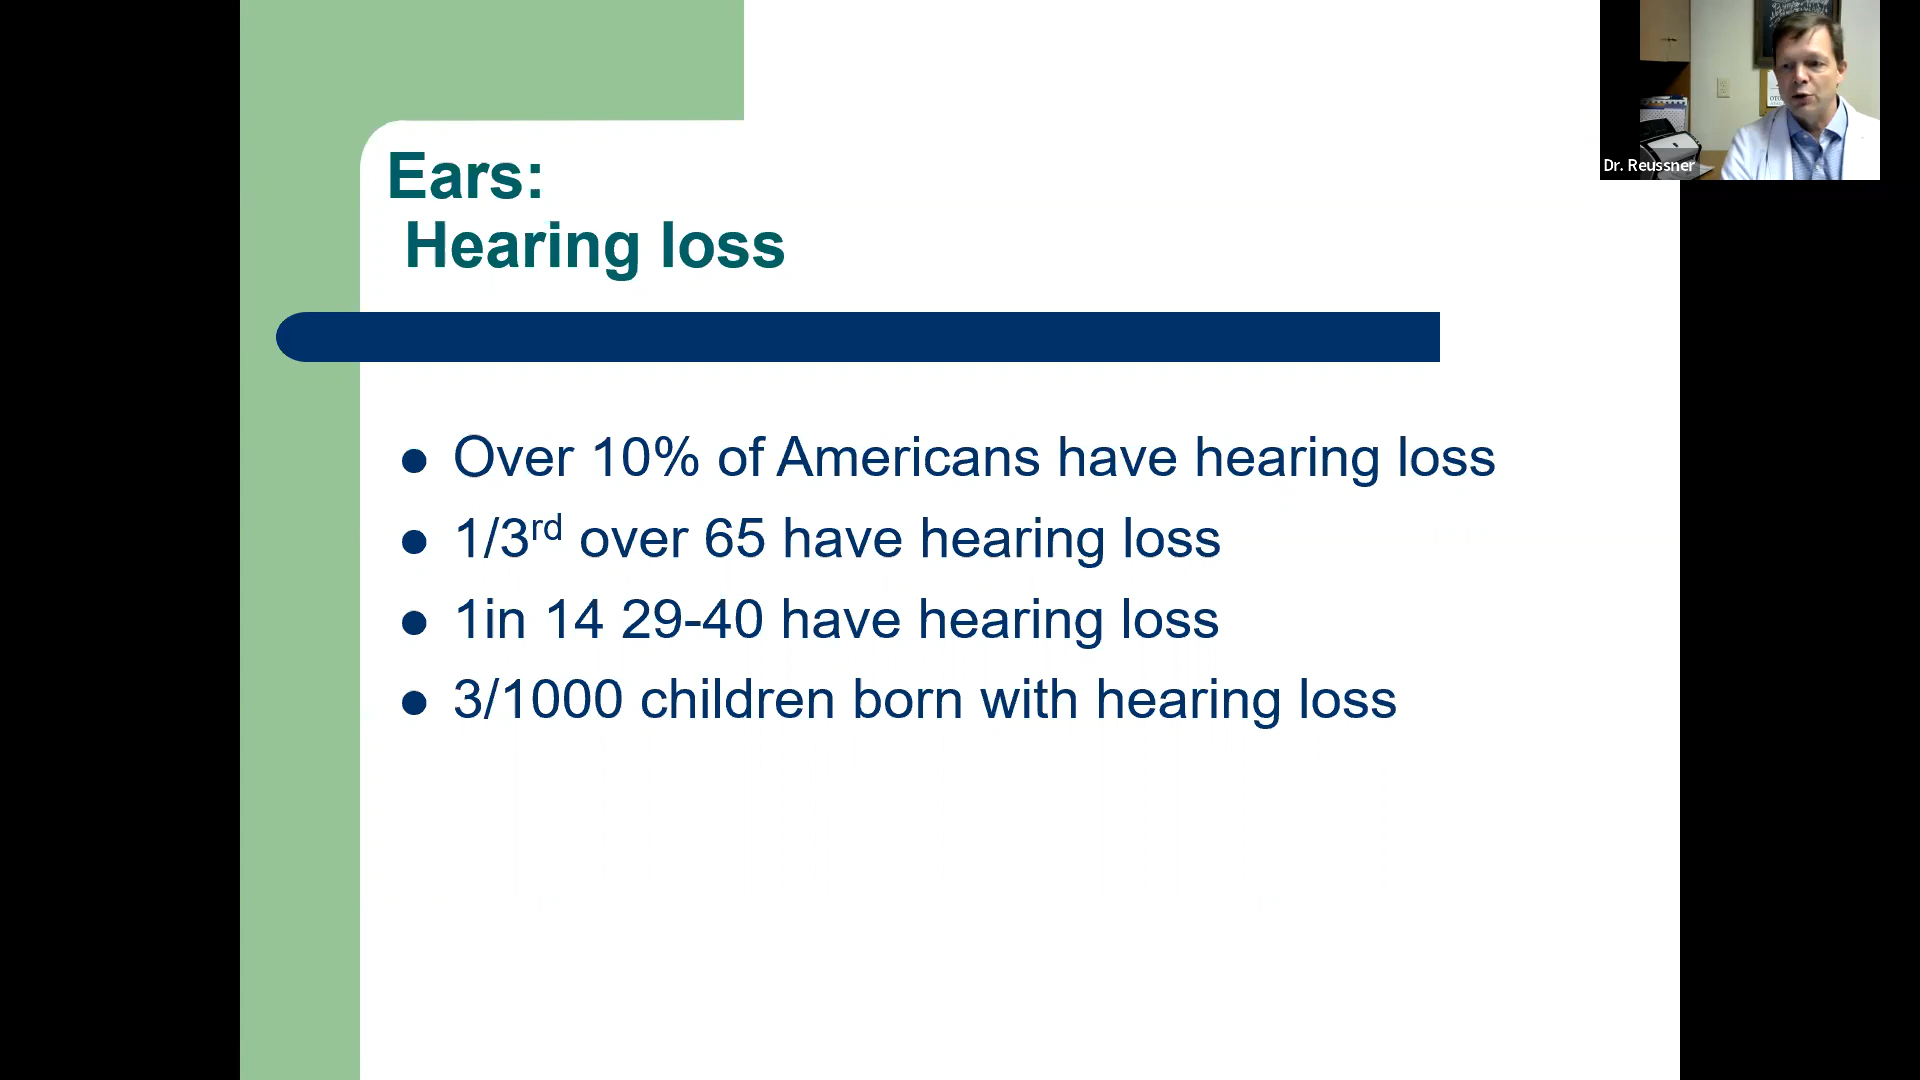 Ears:
Hearing loss
Over 10% of Americans have hearing loss
1/3rd over 65 have hearing loss
1in 14 29-40 have hearing loss
3/1000 children born with hearing loss
Dr. Reussner